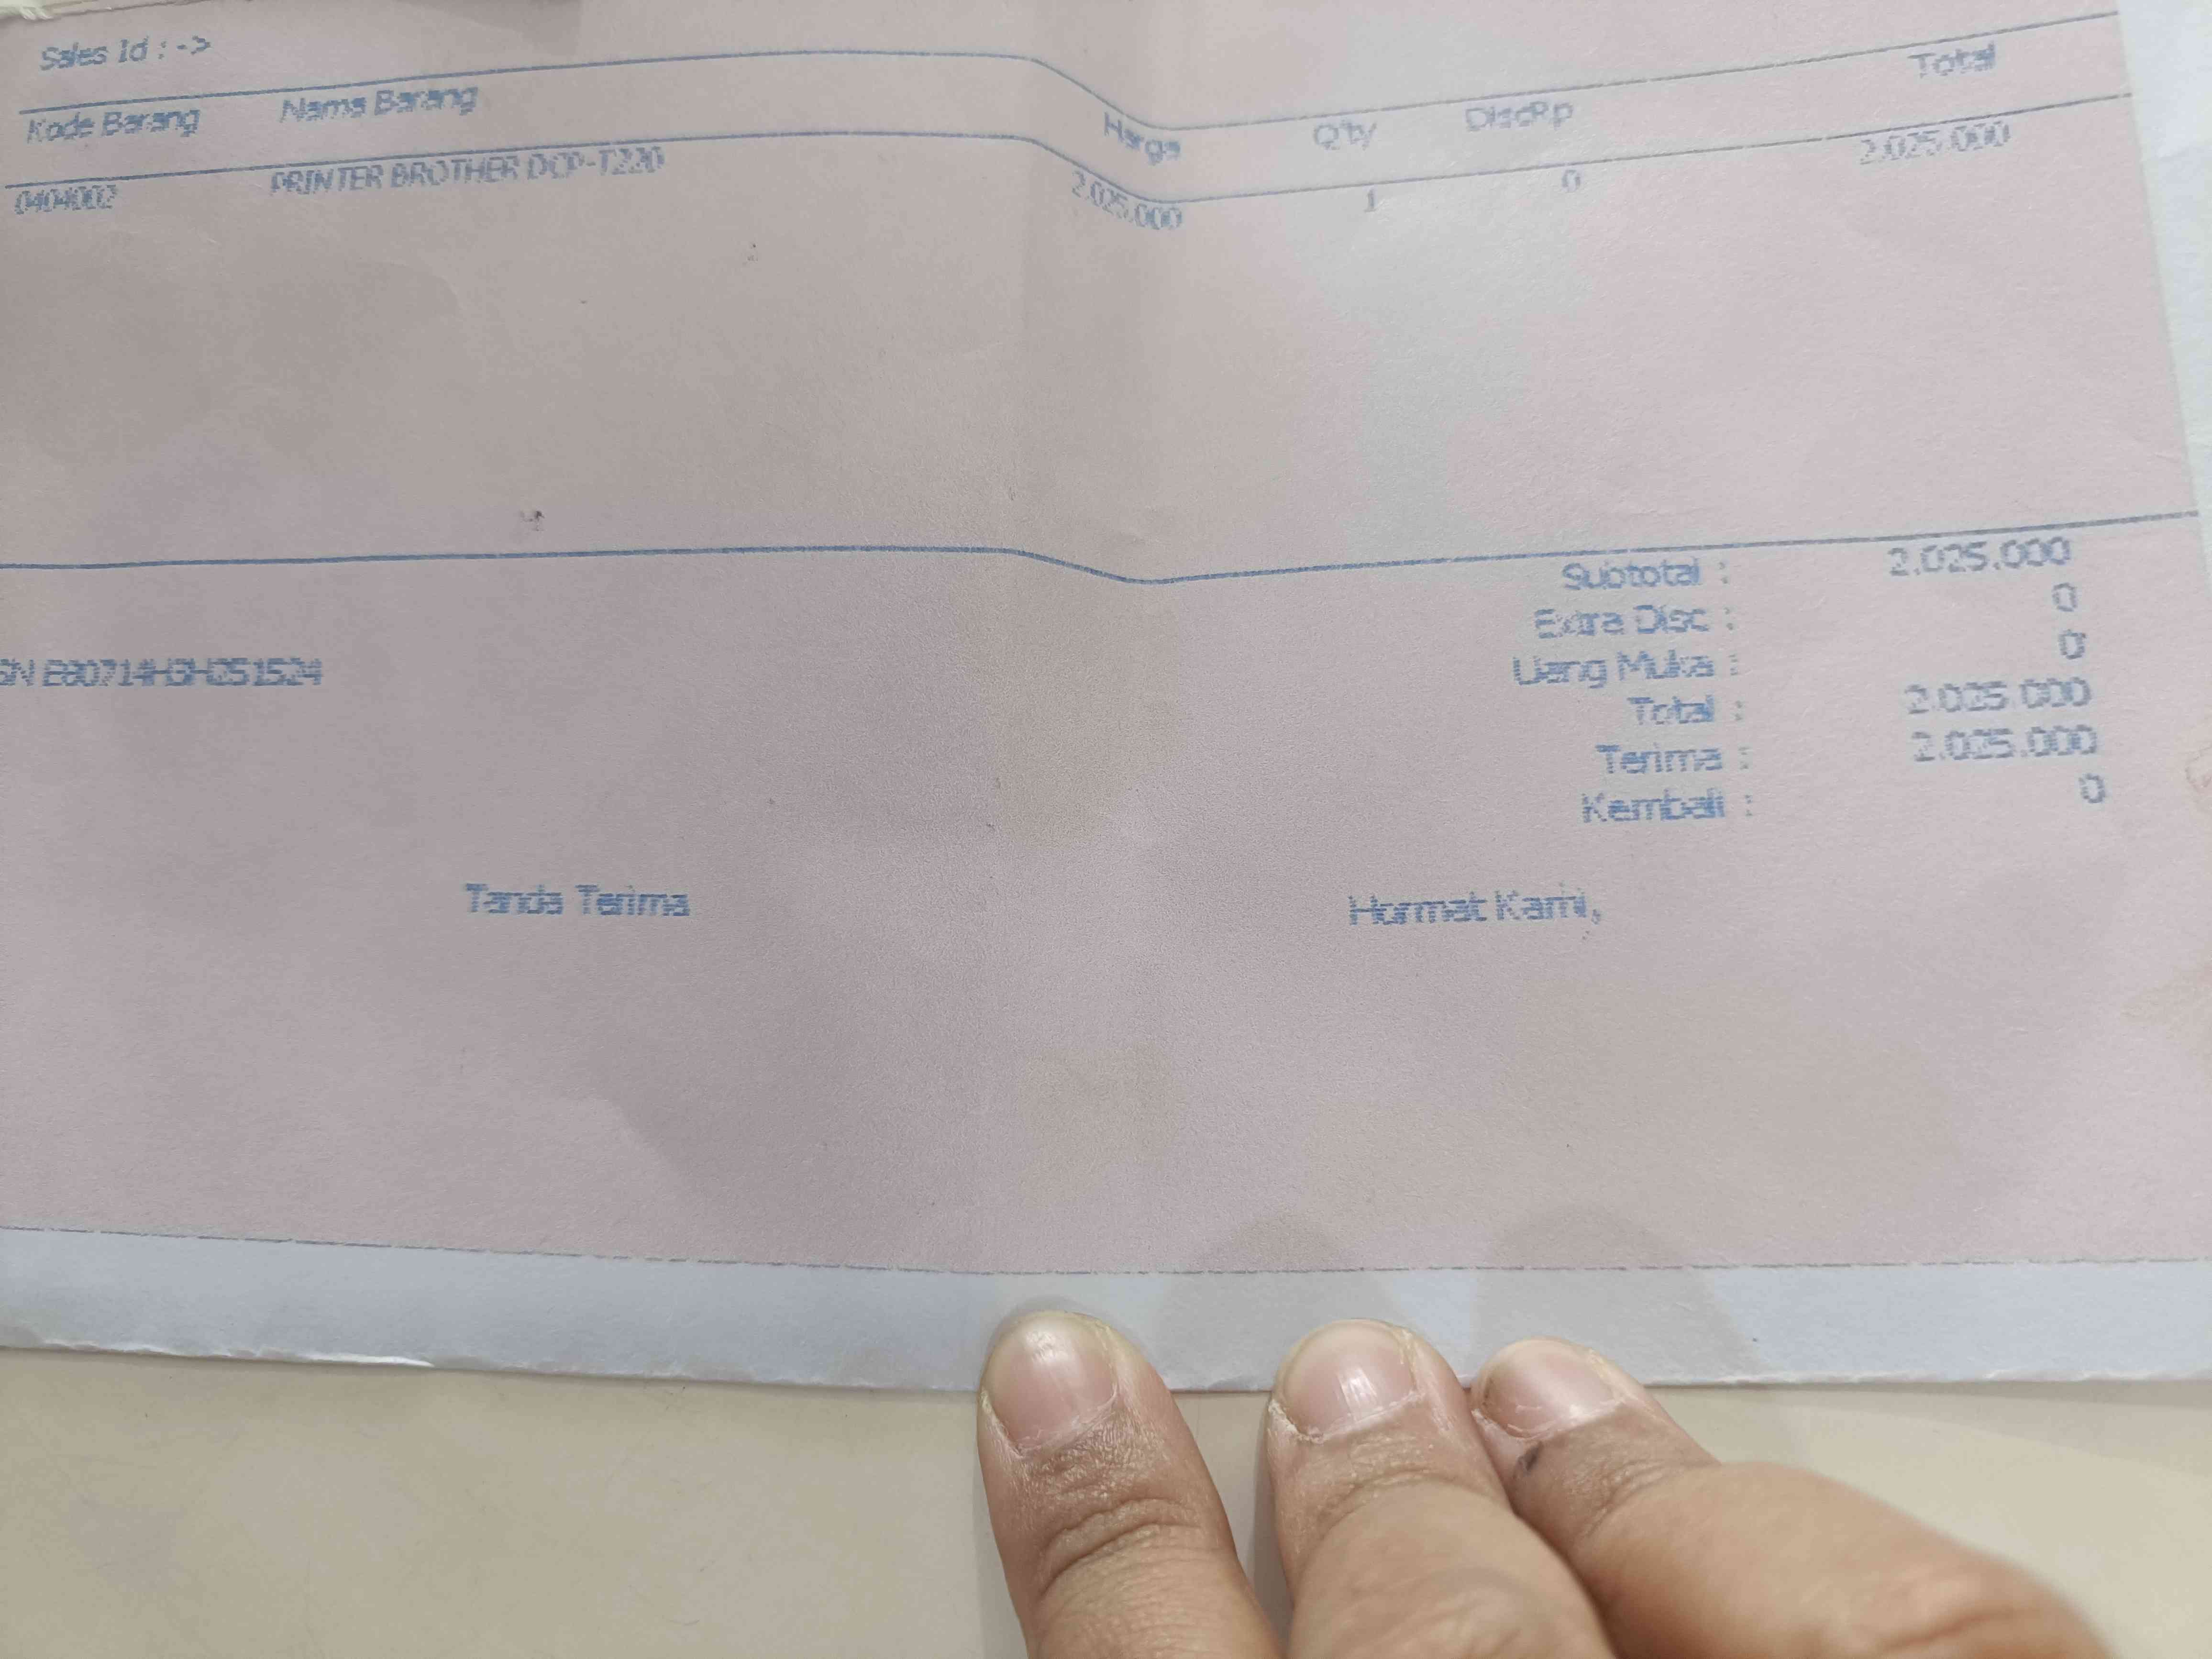 Sales Id : ->
Kode Barang Nama Barang Harga Q'ty DiscRp Total
0404002 PRINTER BROTHER DCP-T220 2.025.000 1 0 2.025.000
Subtotal : 2.025.000
Extra Disc : 0
Uang Muka : 0
SN
Total : 2.025.000
Terima : 2.025.000
Kembali : 0
Tanda Terima Hormat Kami,